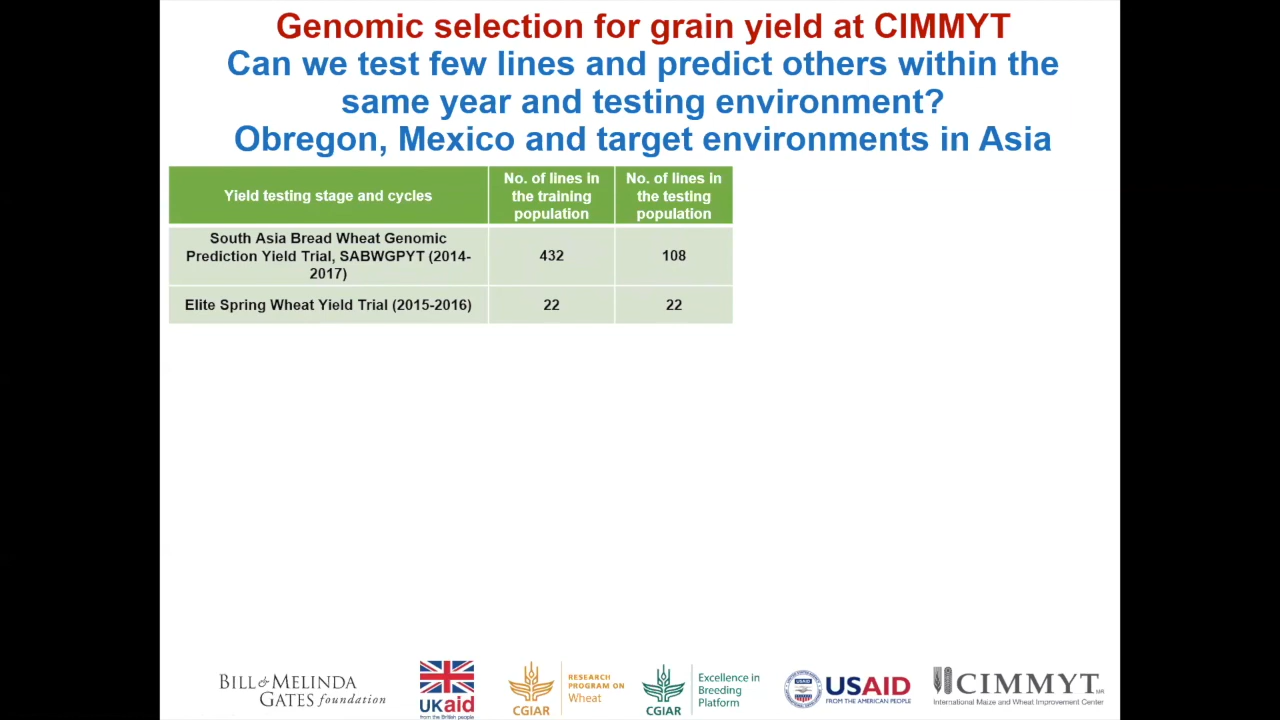 Genomic selection for grain yield at CIMMYT
Can we test few lines and predict others within the
same year and testing environment?
Obregon, Mexico and target environments in Asia
Yield testing stage and cycles
No. of lines in
the training
population
No. of lines in
the testing
population
South Asia Bread Wheat Genomic
Prediction Yield Trial, SABWGPYT (2014-
2017)
432
108
Elite Spring Wheat Yield Trial (2015-2016)
22
22
BILL & MELINDA
GATES foundation
UKaid
from the British people
CGIAR
RESEARCH
PROGRAM ON
Wheat
CGIAR
Excellence in
Breeding
Platform
USAID
FROM THE AMERICAN PEOPLE
CIMMYT
International Maize and Wheat Improvement Center